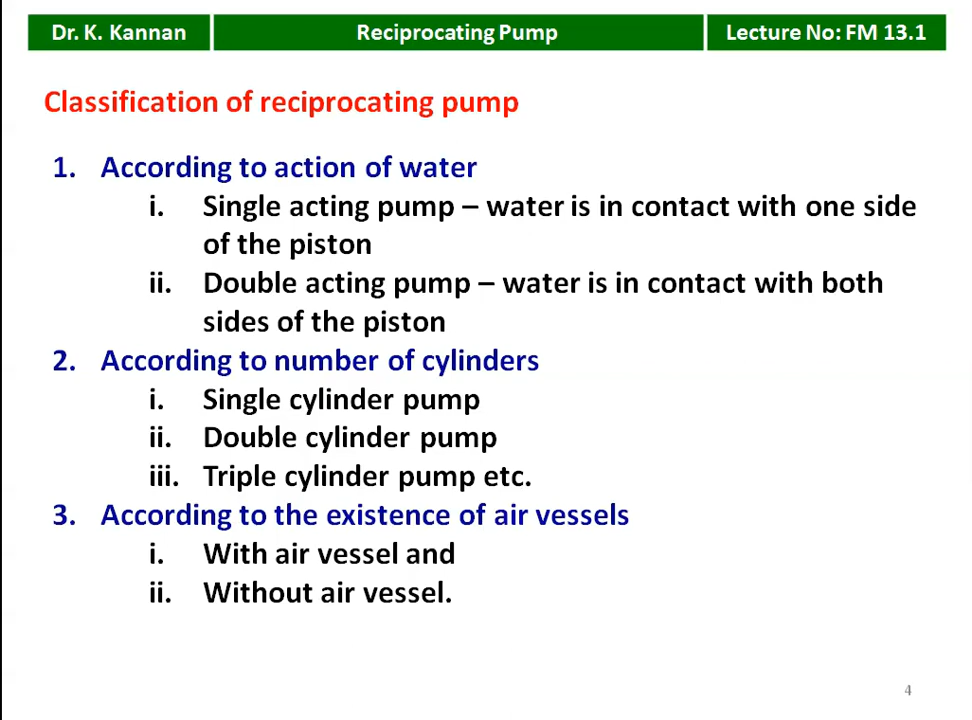 Dr. K. Kannan
Reciprocating Pump
Lecture No: FM 13.1
Classification of reciprocating pump
1. According to action of water
i. Single acting pump – water is in contact with one side
of the piston
ii. Double acting pump – water is in contact with both
sides of the piston
2. According to number of cylinders
i. Single cylinder pump
ii. Double cylinder pump
iii. Triple cylinder pump etc.
3. According to the existence of air vessels
i. With air vessel and
ii. Without air vessel.
4